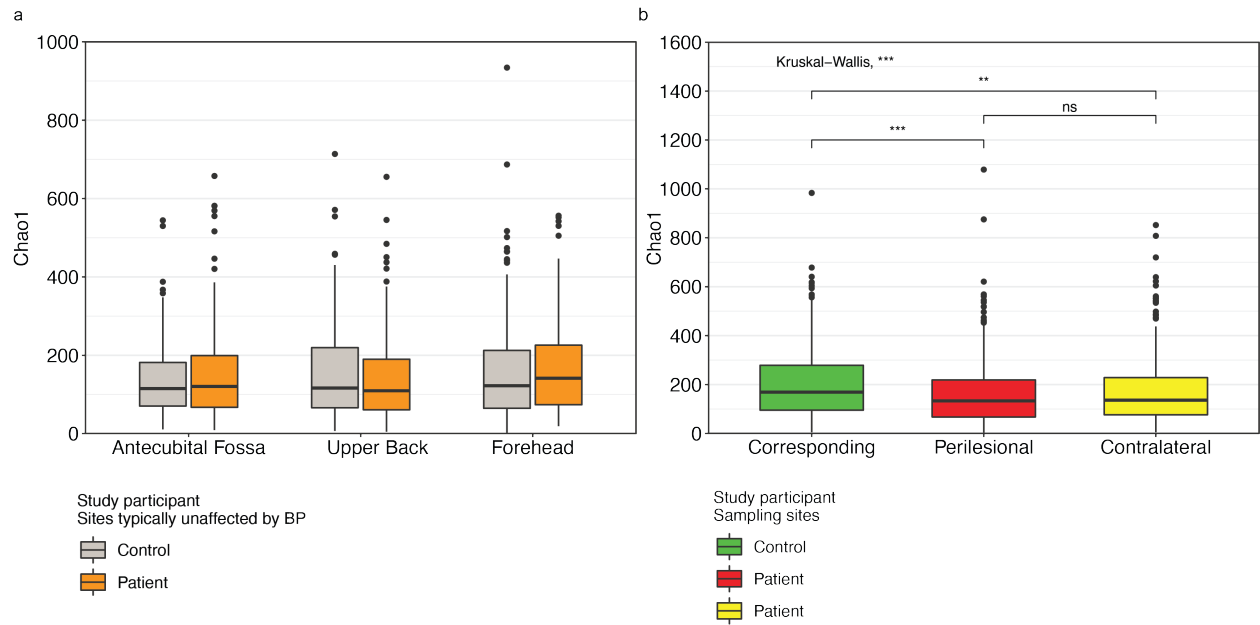 a
1000
800
600
400
200
0
Chao1
Antecubital Fossa Upper Back Forehead
Study participant
Sites typically unaffected by BP
Control
Patient
b
1600
1400
1200
1000
800
600
400
200
0
Chao1
Kruskal–Wallis, ***
**
ns
***
Corresponding Perilesional Contralateral
Study participant
Sampling sites
Control
Patient
Patient